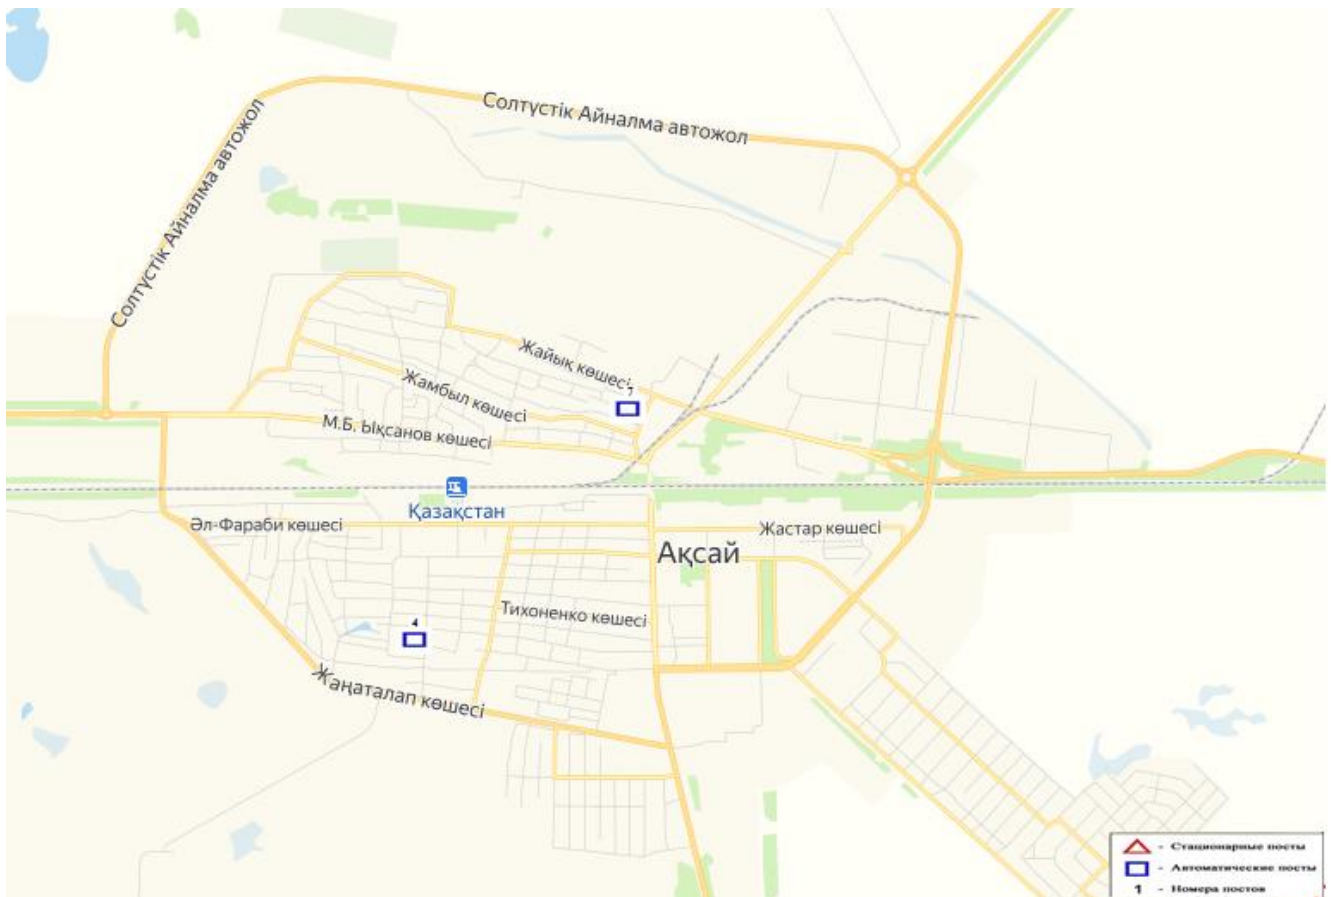 Солтүстік Айналма автожол
Солтүстік Айналма автожол
Жайық көшесі
Жамбыл көшесі
М.Б. Ықсанов көшесі
Қазақстан
Әл-Фараби көшесі
Жастар көшесі
Ақсай
Тихоненко көшесі
4
Жаңаталап көшесі
- Стационарные посты
- Автоматические посты
1 - Номера постов